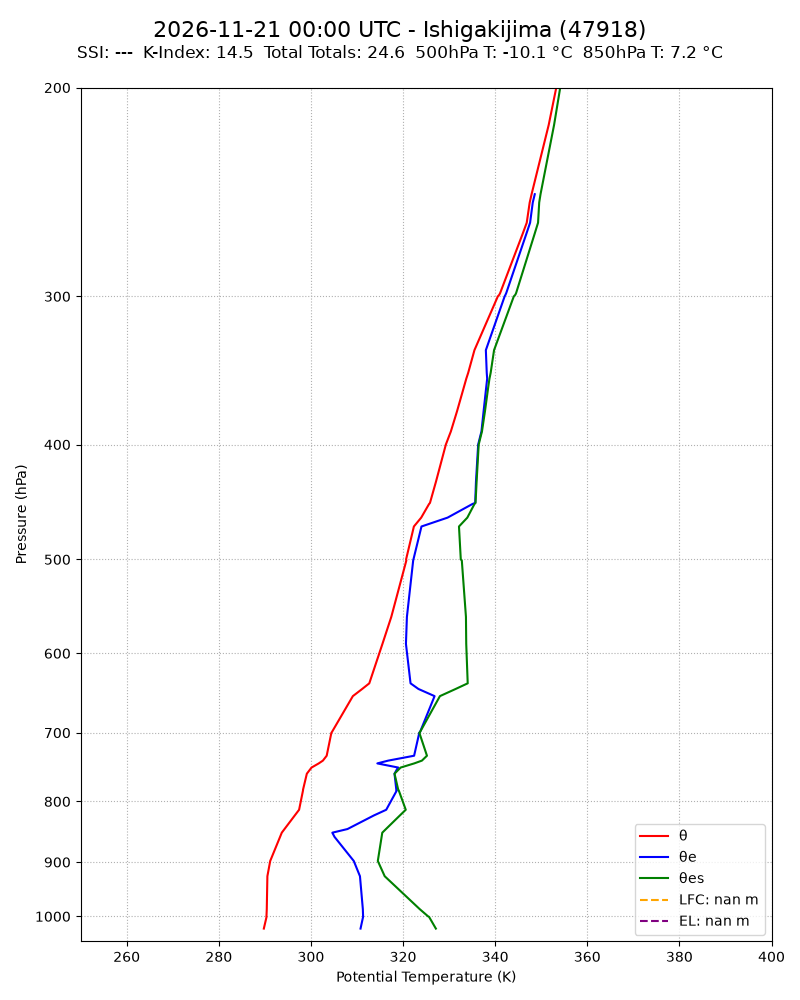 2026-11-21 00:00 UTC - Ishigakijima (47918)
SSI: --- K-Index: 14.5 Total Totals: 24.6 500hPa T: -10.1 °C 850hPa T: 7.2 °C
200
300
400
500
600
700
800
900
1000
Pressure (hPa)
θ
θe
θes
LFC: nan m
EL: nan m
260 280 300 320 340 360 380 400
Potential Temperature (K)